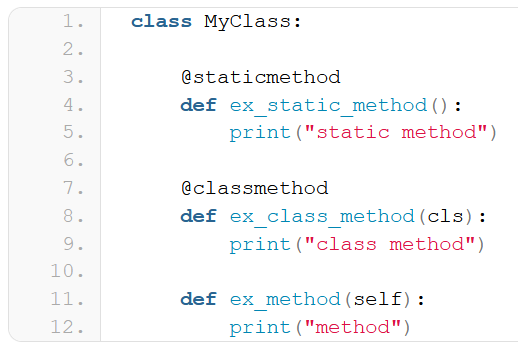 1. class MyClass:
2.
3.     @staticmethod
4.     def ex_static_method():
5.         print("static method")
6.
7.     @classmethod
8.     def ex_class_method(cls):
9.         print("class method")
10.
11.     def ex_method(self):
12.         print("method")